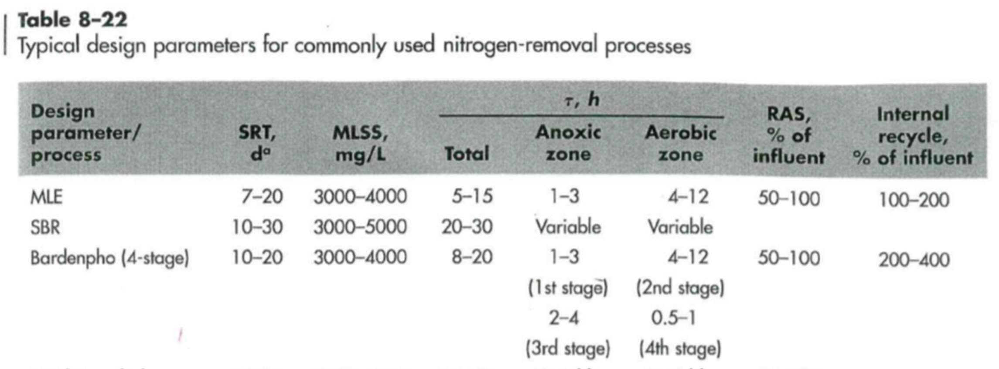 Table 8–22
Typical design parameters for commonly used nitrogen-removal processes
τ, h
Design parameter/ process SRT, dᵃ MLSS, mg/L Total Anoxic zone Aerobic zone RAS, % of influent Internal recycle, % of influent
MLE 7–20 3000–4000 5–15 1–3 4–12 50–100 100–200
SBR 10–30 3000–5000 20–30 Variable Variable
Bardenpho (4-stage) 10–20 3000–4000 8–20 1–3 4–12 50–100 200–400
(1st stage) (2nd stage)
2–4 0.5–1
(3rd stage) (4th stage)